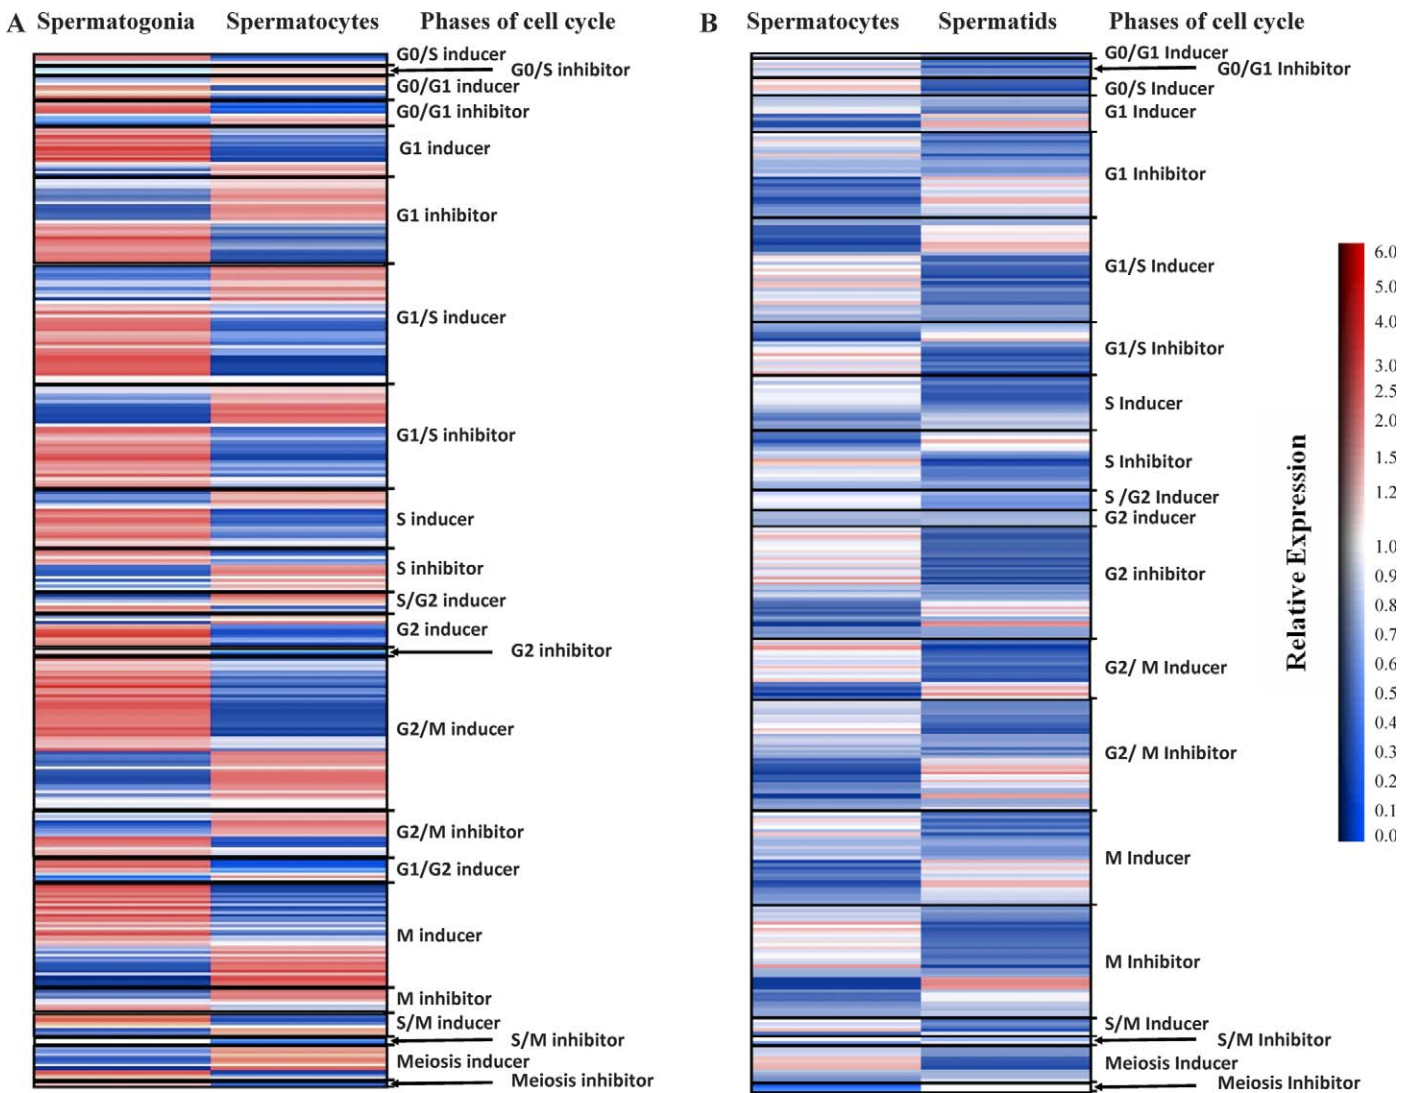 A Spermatogonia Spermatocytes Phases of cell cycle
G0/S inducer
G0/S inhibitor
G0/G1 inducer
G0/G1 inhibitor
G1 inducer
G1 inhibitor
G1/S inducer
G1/S inhibitor
S inducer
S inhibitor
S/G2 inducer
G2 inducer
G2 inhibitor
G2/M inducer
G2/M inhibitor
G1/G2 inducer
M inducer
M inhibitor
S/M inducer
S/M inhibitor
Meiosis inducer
Meiosis inhibitor
B Spermatocytes Spermatids Phases of cell cycle
G0/G1 Inducer
G0/G1 Inhibitor
G0/S Inducer
G1 Inducer
G1 Inhibitor
G1/S Inducer
G1/S Inhibitor
S Inducer
S Inhibitor
S /G2 Inducer
G2 inducer
G2 inhibitor
G2/ M Inducer
G2/ M Inhibitor
M Inducer
M Inhibitor
S/M Inducer
S/M Inhibitor
Meiosis Inducer
Meiosis Inhibitor
Relative Expression
6.0
5.0
4.0
3.0
2.5
2.0
1.5
1.2
1.0
0.9
0.8
0.7
0.6
0.5
0.4
0.3
0.2
0.1
0.0